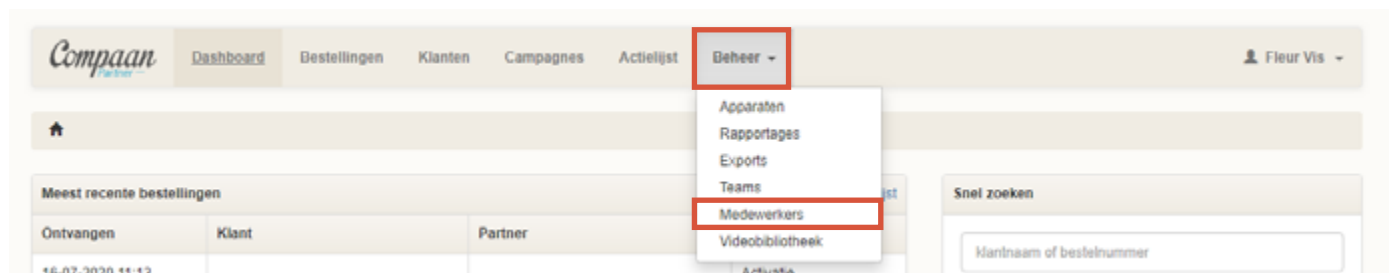 Compaan Dashboard Bestellingen Klanten Campagnes Actielijst Beheer Fleur Vis
Partner
Apparaten
Rapportages
Exports
Teams
Medewerkers
Videobibliotheek
Meest recente bestellingen
Snel zoeken
Ontvangen Klant Partner
klantnaam of bestelnummer
16-07-2020 11:13
Activatie